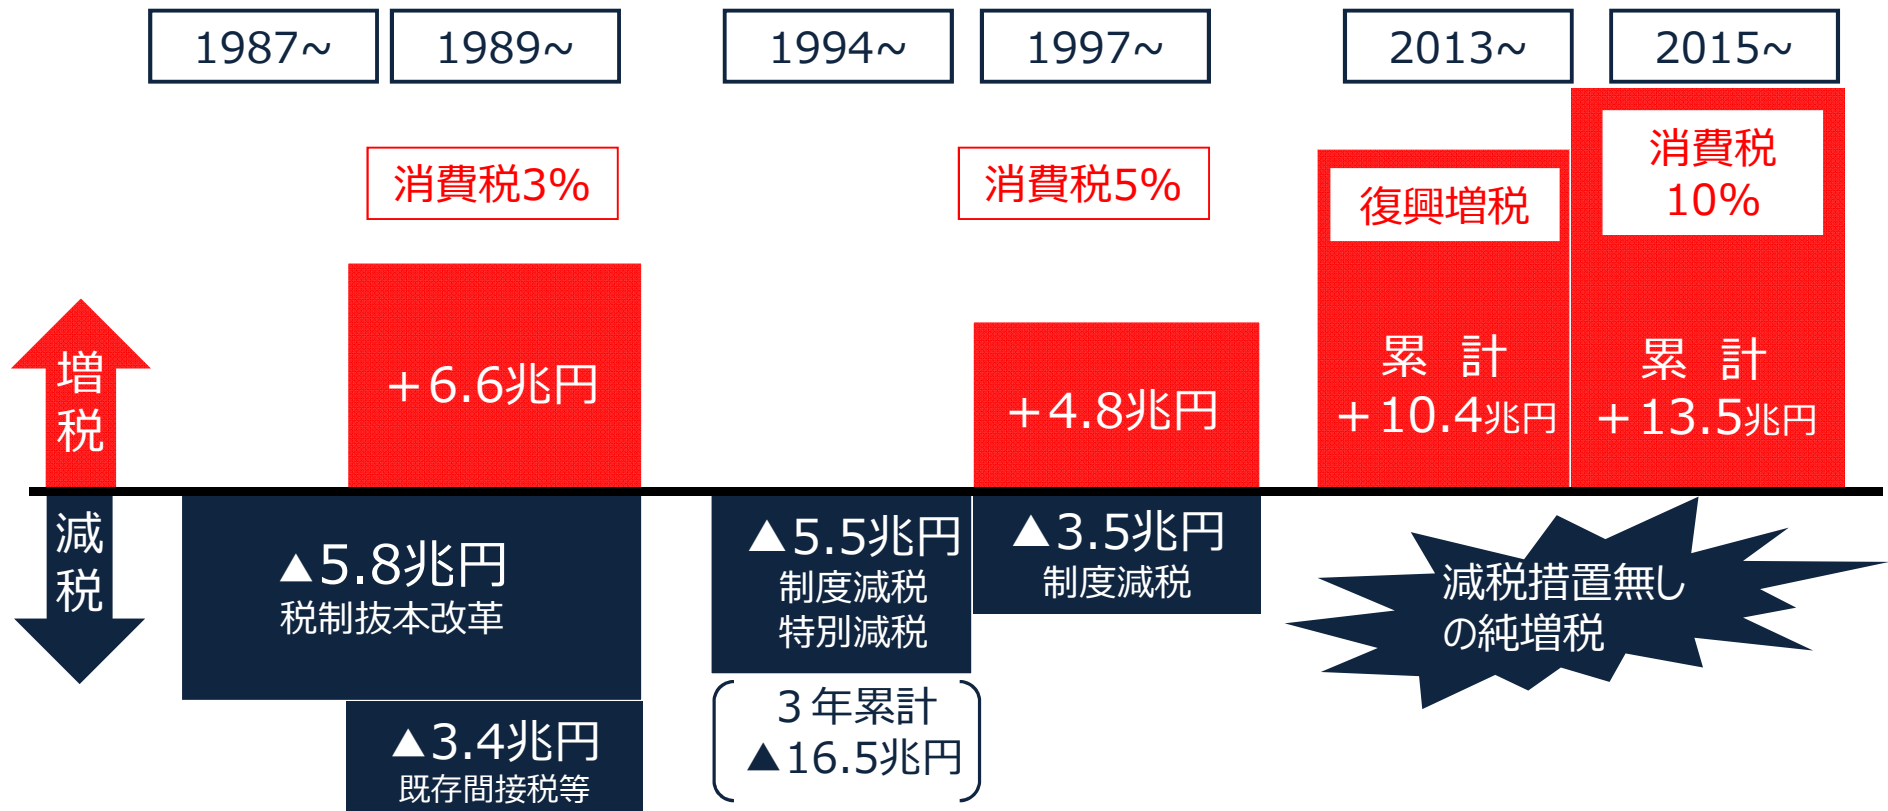 1987~
1989~
1994~
1997~
2013~
2015~
消費税3%
消費税5%
復興増税
消費税
10%
増税
+6.6兆円
+4.8兆円
累 計
+10.4兆円
累 計
+13.5兆円
減税
▲5.8兆円
税制抜本改革
▲3.4兆円
既存間接税等
▲5.5兆円
制度減税
特別減税
3年累計
▲16.5兆円
▲3.5兆円
制度減税
減税措置無し
の純増税